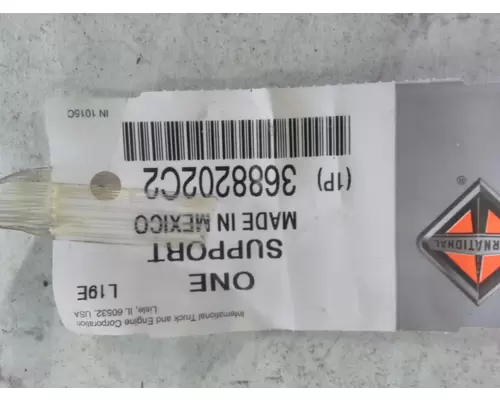 International Truck and Engine Corporation
Lisle, IL 60532, USA
ONE L19E
SUPPORT
MADE IN MEXICO
(1P) 3688202C2
IN 1015C
INTERNATIONAL
®